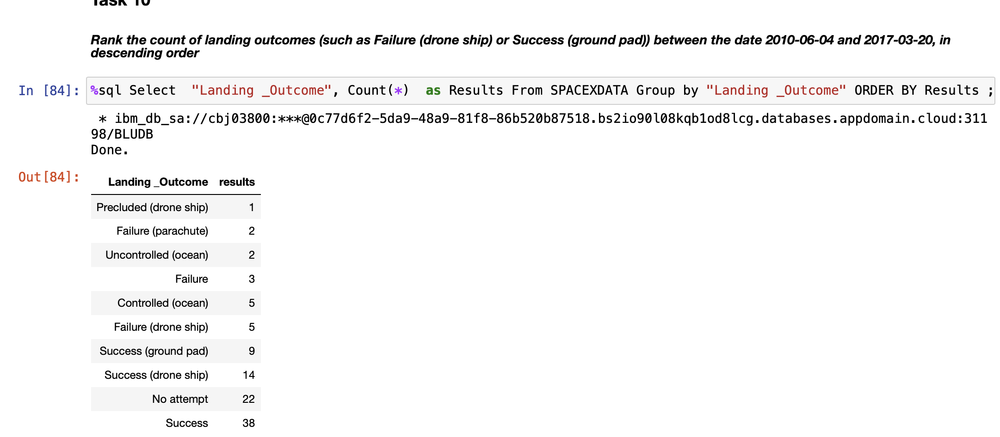 Task 10
Rank the count of landing outcomes (such as Failure (drone ship) or Success (ground pad)) between the date 2010-06-04 and 2017-03-20, in
descending order
In [84]: %sql Select  "Landing _Outcome", Count(*)  as Results From SPACEXDATA Group by "Landing _Outcome" ORDER BY Results ;
* ibm_db_sa://cbj03800:***@0c77d6f2-5da9-48a9-81f8-86b520b87518.bs2io90l08kqb1od8lcg.databases.appdomain.cloud:311
98/BLUDB
Done.
Out[84]:
Landing _Outcome results
Precluded (drone ship) 1
Failure (parachute) 2
Uncontrolled (ocean) 2
Failure 3
Controlled (ocean) 5
Failure (drone ship) 5
Success (ground pad) 9
Success (drone ship) 14
No attempt 22
Success 38